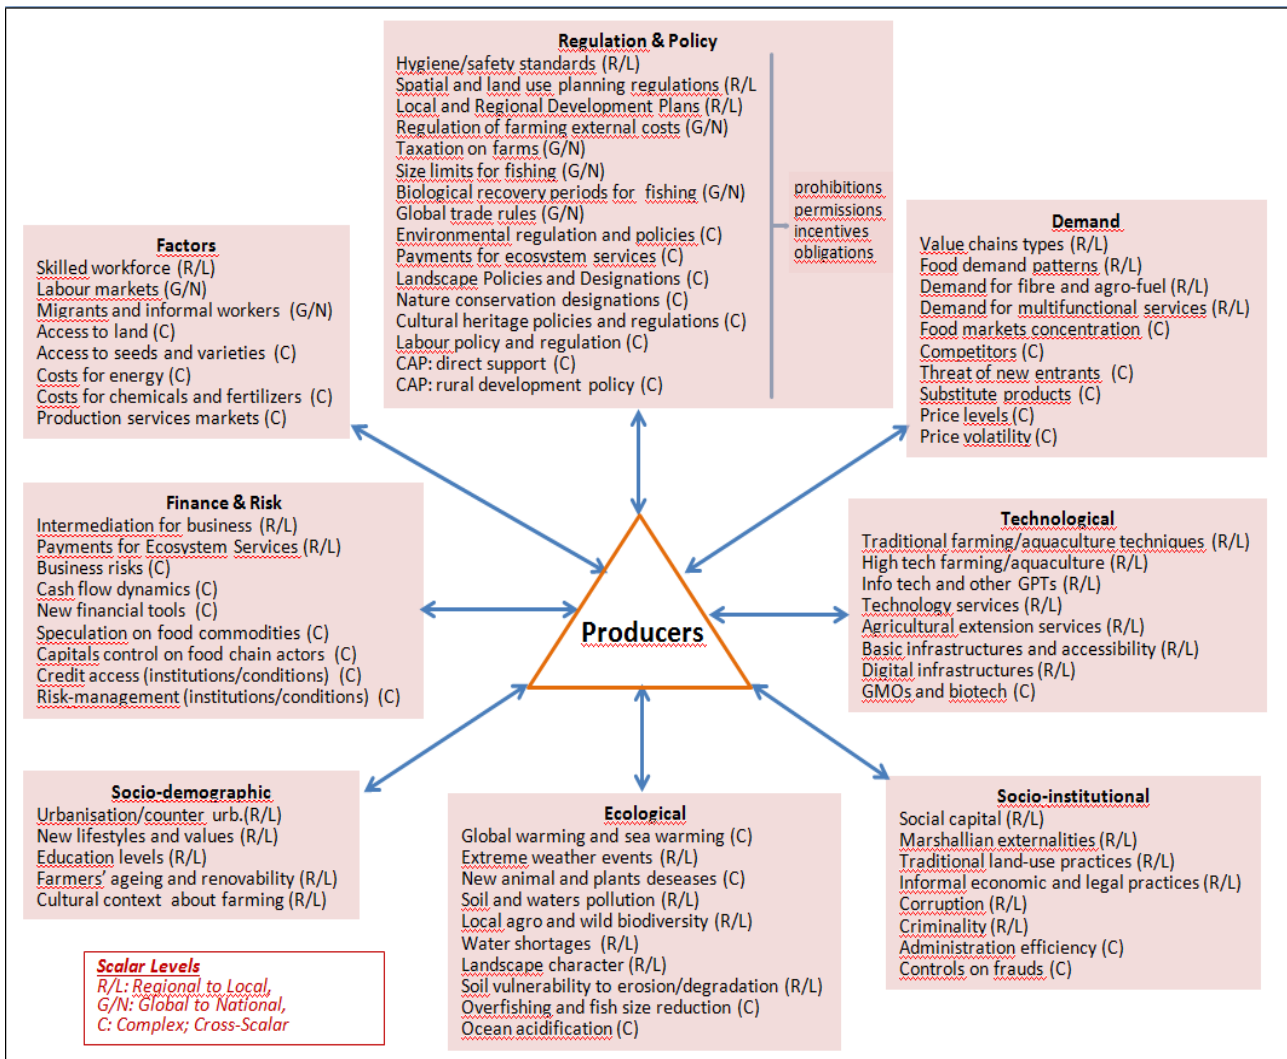 Regulation & Policy
Hygiene/safety standards (R/L)
Spatial and land use planning regulations (R/L
Local and Regional Development Plans (R/L)
Regulation of farming external costs (G/N)
Taxation on farms (G/N)
Size limits for fishing (G/N)
Biological recovery periods for fishing (G/N)
Global trade rules (G/N)
Environmental regulation and policies (C)
Payments for ecosystem services (C)
Landscape Policies and Designations (C)
Nature conservation designations (C)
Cultural heritage policies and regulations (C)
Labour policy and regulation (C)
CAP: direct support (C)
CAP: rural development policy (C)
prohibitions
permissions
incentives
obligations
Factors
Skilled workforce (R/L)
Labour markets (G/N)
Migrants and informal workers (G/N)
Access to land (C)
Access to seeds and varieties (C)
Costs for energy (C)
Costs for chemicals and fertilizers (C)
Production services markets (C)
Demand
Value chains types (R/L)
Food demand patterns (R/L)
Demand for fibre and agro-fuel (R/L)
Demand for multifunctional services (R/L)
Food markets concentration (C)
Competitors (C)
Threat of new entrants (C)
Substitute products (C)
Price levels (C)
Price volatility (C)
Finance & Risk
Intermediation for business (R/L)
Payments for Ecosystem Services (R/L)
Business risks (C)
Cash flow dynamics (C)
New financial tools (C)
Speculation on food commodities (C)
Capitals control on food chain actors (C)
Credit access (institutions/conditions) (C)
Risk-management (institutions/conditions) (C)
Producers
Technological
Traditional farming/aquaculture techniques (R/L)
High tech farming/aquaculture (R/L)
Info tech and other GPTs (R/L)
Technology services (R/L)
Agricultural extension services (R/L)
Basic infrastructures and accessibility (R/L)
Digital infrastructures (R/L)
GMOs and biotech (C)
Socio-demographic
Urbanisation/counter urb.(R/L)
New lifestyles and values (R/L)
Education levels (R/L)
Farmers' ageing and renovability (R/L)
Cultural context about farming (R/L)
Ecological
Global warming and sea warming (C)
Extreme weather events (R/L)
New animal and plants deseases (C)
Soil and waters pollution (R/L)
Local agro and wild biodiversity (R/L)
Water shortages (R/L)
Landscape character (R/L)
Soil vulnerability to erosion/degradation (R/L)
Overfishing and fish size reduction (C)
Ocean acidification (C)
Socio-institutional
Social capital (R/L)
Marshallian externalities (R/L)
Traditional land-use practices (R/L)
Informal economic and legal practices (R/L)
Corruption (R/L)
Criminality (R/L)
Administration efficiency (C)
Controls on frauds (C)
Scalar Levels
R/L: Regional to Local,
G/N: Global to National,
C: Complex; Cross-Scalar